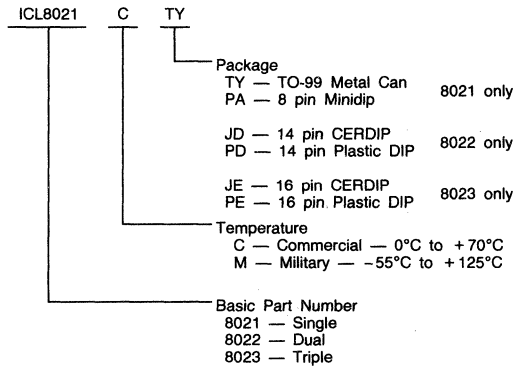 ICL8021 C TY
Package
TY — TO-99 Metal Can
PA — 8 pin Minidip
8021 only
JD — 14 pin CERDIP
PD — 14 pin Plastic DIP
8022 only
JE — 16 pin CERDIP
PE — 16 pin Plastic DIP
8023 only
Temperature
C — Commercial — 0°C to +70°C
M — Military — -55°C to +125°C
Basic Part Number
8021 — Single
8022 — Dual
8023 — Triple